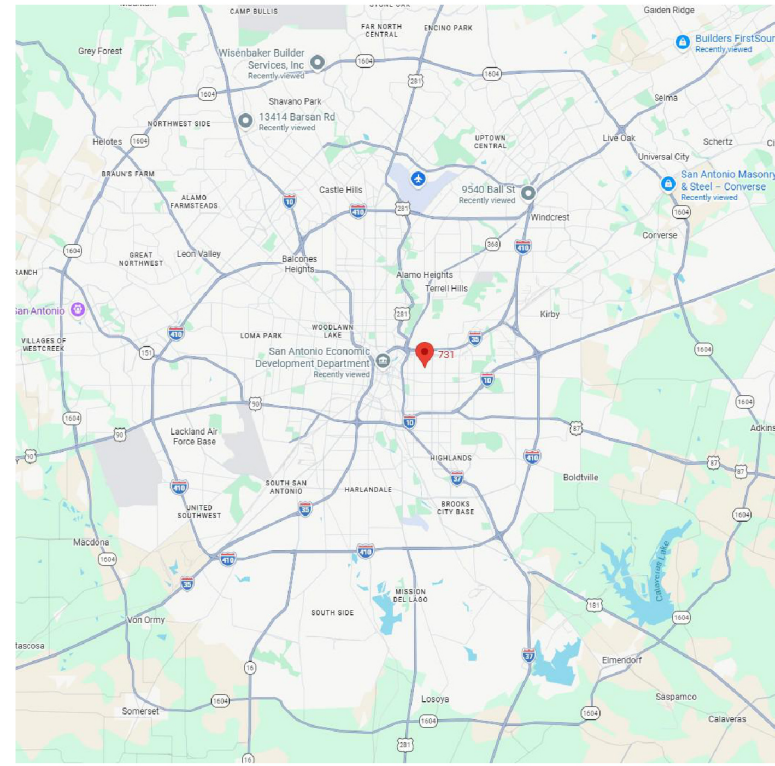 CAMP BULLIS
Garden Ridge
FAR NORTH
CENTRAL
ENCINO PARK
Grey Forest
Wisenbaker Builder
Services, Inc
Recently viewed
Builders FirstSour
Recently viewed
1604
281
1604
1604
Shavano Park
13414 Barsan Rd
Recently viewed
Selma
NORTHWEST SIDE
Helotes
1604
UPTOWN
CENTRAL
Live Oak
Schertz
Universal City
BRAUN'S FARM
ALAMO
FARMSTEADS
Castle Hills
10
410
281
9540 Ball St
Recently viewed
San Antonio Masonry
& Steel – Converse
Recently viewed
1604
Windcrest
Converse
1604
GREAT
NORTHWEST
Leon Valley
Balcones
Heights
368
410
RANCH
Alamo Heights
Terrell Hills
San Antonio
281
Kirby
VILLAGES OF
WESTCREEK
410
LOMA PARK
WOODLAWN
LAKE
35
151
San Antonio Economic
Development Department
Recently viewed
731
1604
10
90
1604
1604
90
90
10
87
Adkins
Lackland Air
Force Base
HIGHLANDS
410
87
87
410
SOUTH SAN
ANTONIO
HARLANDALE
37
Boldtville
UNITED
SOUTHWEST
35
BROOKS
CITY BASE
1604
Macdona
1604
410
410
35
Calaveras Lake
MISSION
DEL LAGO
181
1604
Von Ormy
SOUTH SIDE
tascosa
16
37
Elmendorf
1604
Somerset
Losoya
1604
1604
Saspamco
Calaveras
281
16